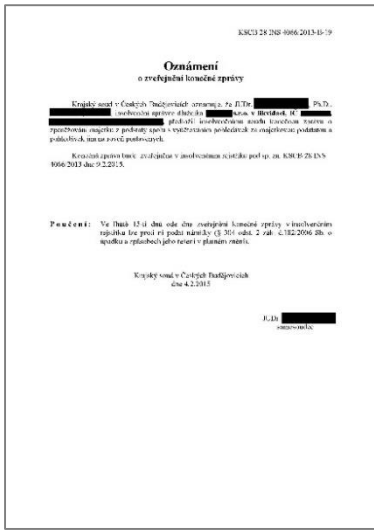 KSCB 28 INS 4066/2013-B-19
Oznámení
o zveřejnění konečné zprávy
Krajský soud v Českých Budějovicích oznamuje, že JUDr. Ph.D.,
insolvenční správce dlužníka s.r.o. v likvidaci, IČ
předložil insolvenčnímu soudu konečnou zprávu o
zpeněžování majetku z podstaty spolu s vyúčtováním pohledávek za majetkovou podstatou a
pohledávek jim na roveň postavených.
Konečná zpráva bude zveřejněna v insolvenčním rejstříku pod sp. zn. KSCB 28 INS
4066/2013 dne 9.2.2015.
Poučení: Ve lhůtě 15-ti dnů ode dne zveřejnění konečné zprávy v insolvenčním
rejstříku lze proti ní podat námitky (§ 304 odst. 2 zák. č.182/2006 Sb. o
úpadku a způsobech jeho řešení v platném znění).
Krajský soud v Českých Budějovicích
dne 4.2.2015
JUDr.
samosoudce